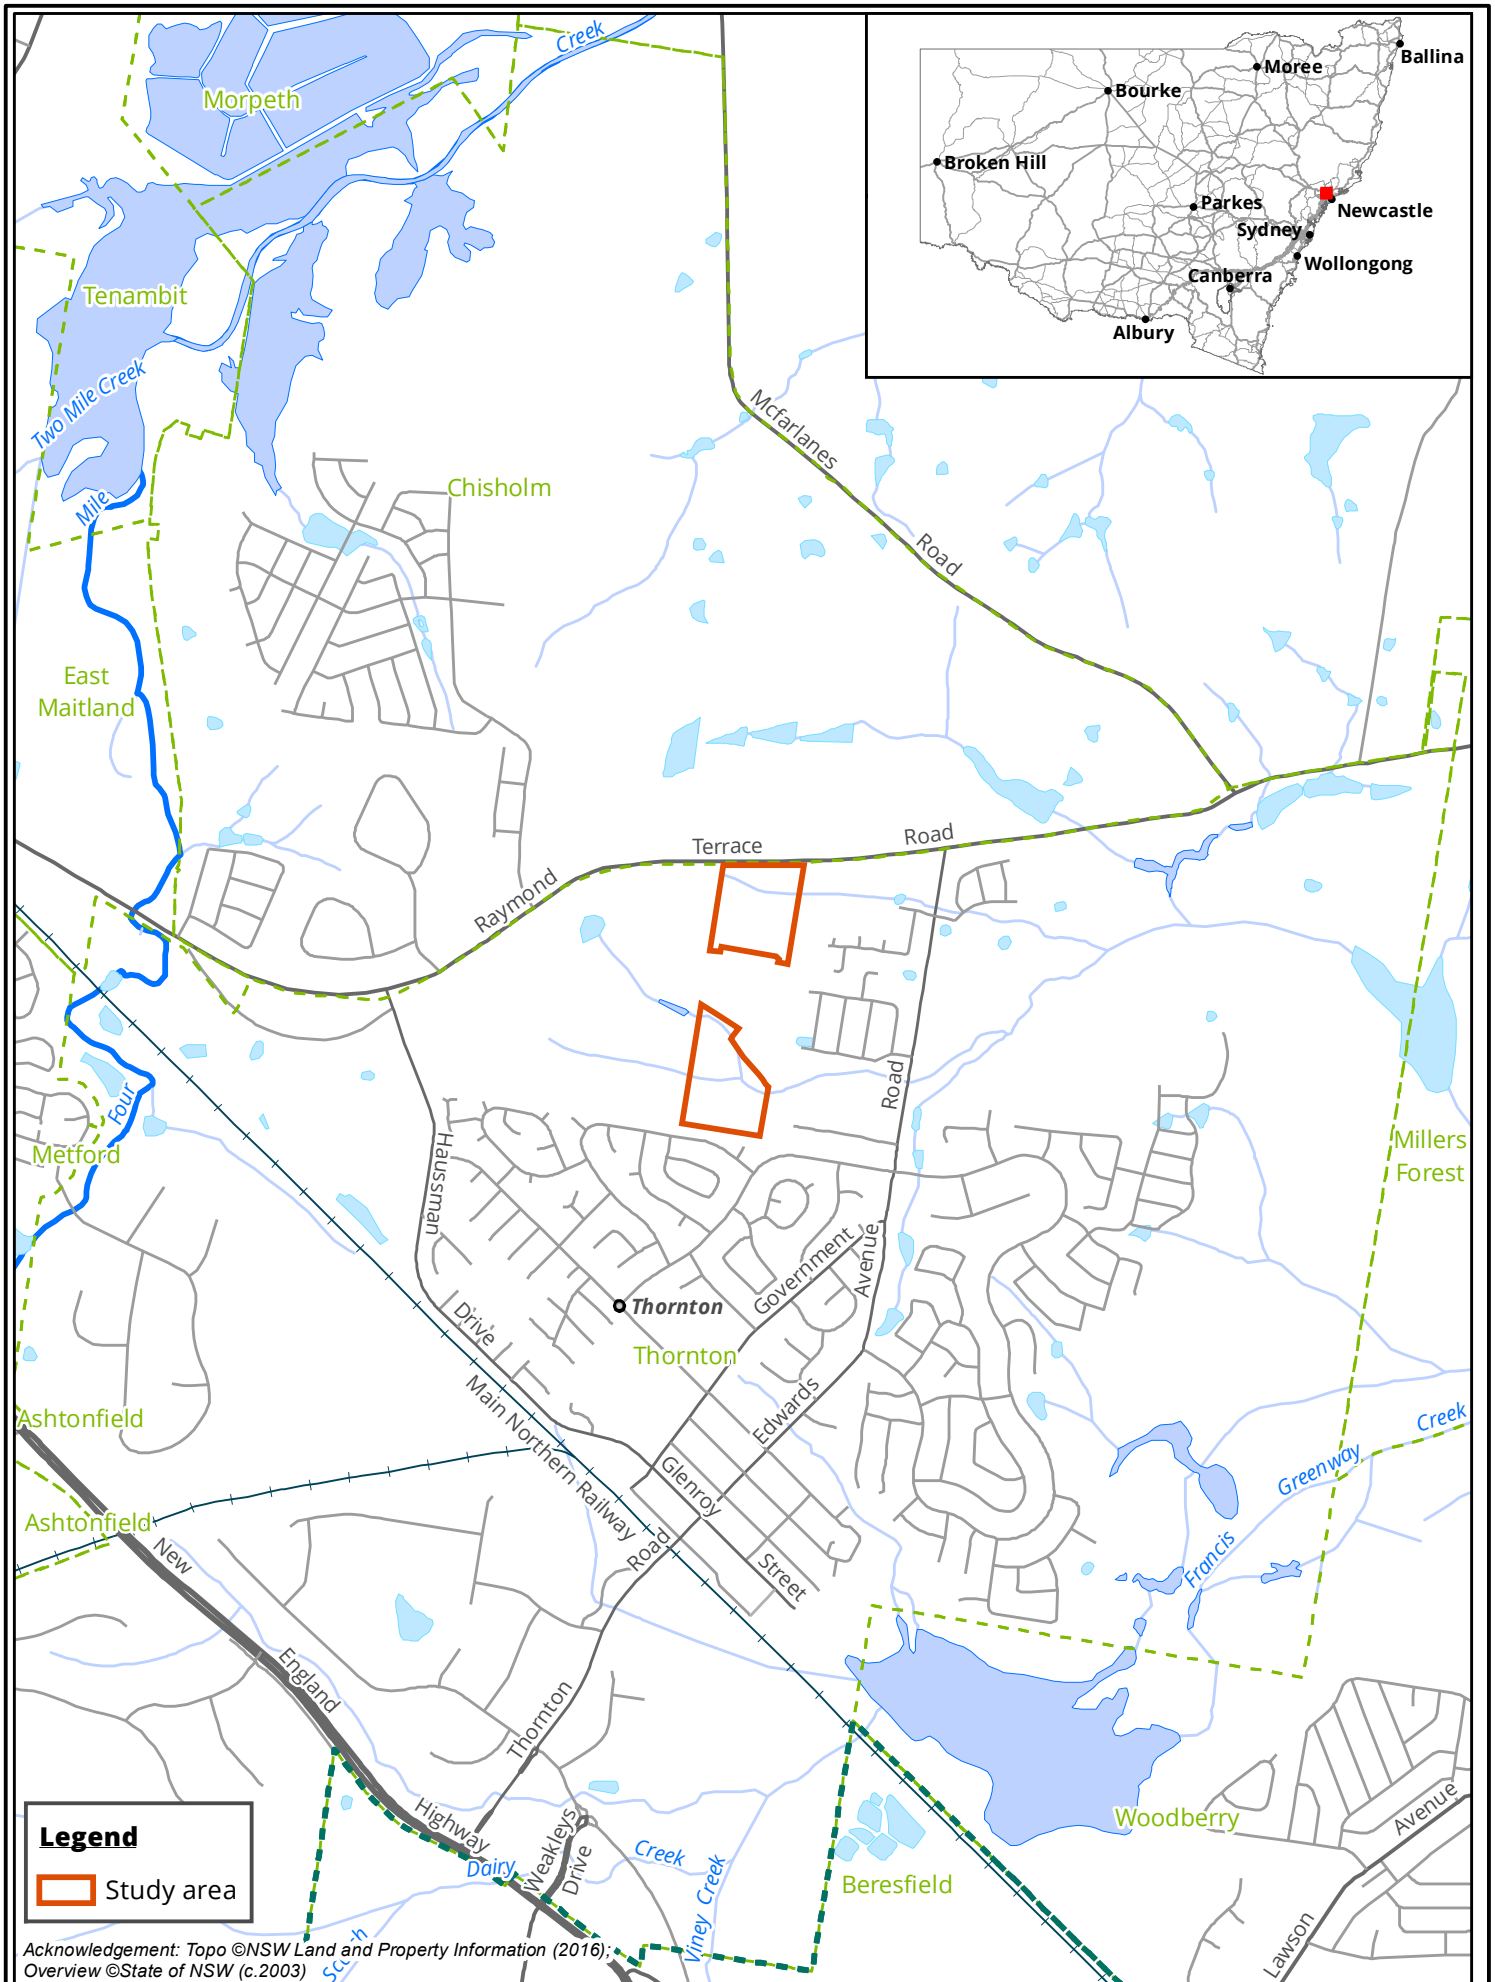 Creek
Morpeth
Ballina
Moree
Bourke
Broken Hill
Parkes
Newcastle
Sydney
Wollongong
Canberra
Albury
Tenambit
Two Mile Creek
Mcfarlanes
Road
Mile
Chisholm
East
Maitland
Terrace
Road
Raymond
Four
Metford
Haussman
Road
Millers
Forest
Government
Avenue
Thornton
Drive
Thornton
Main Northern Railway
Edwards
Ashtonfield
Glenroy
Creek
Greenway
Ashtonfield
New
Road
Street
Francis
England
Thornton
Highway
Weakleys
Drive
Dairy
Creek
Viney Creek
Woodberry
Avenue
Beresfield
Lawson
Legend
Study area
Acknowledgement: Topo ©NSW Land and Property Information (2016);
Overview ©State of NSW (c.2003)